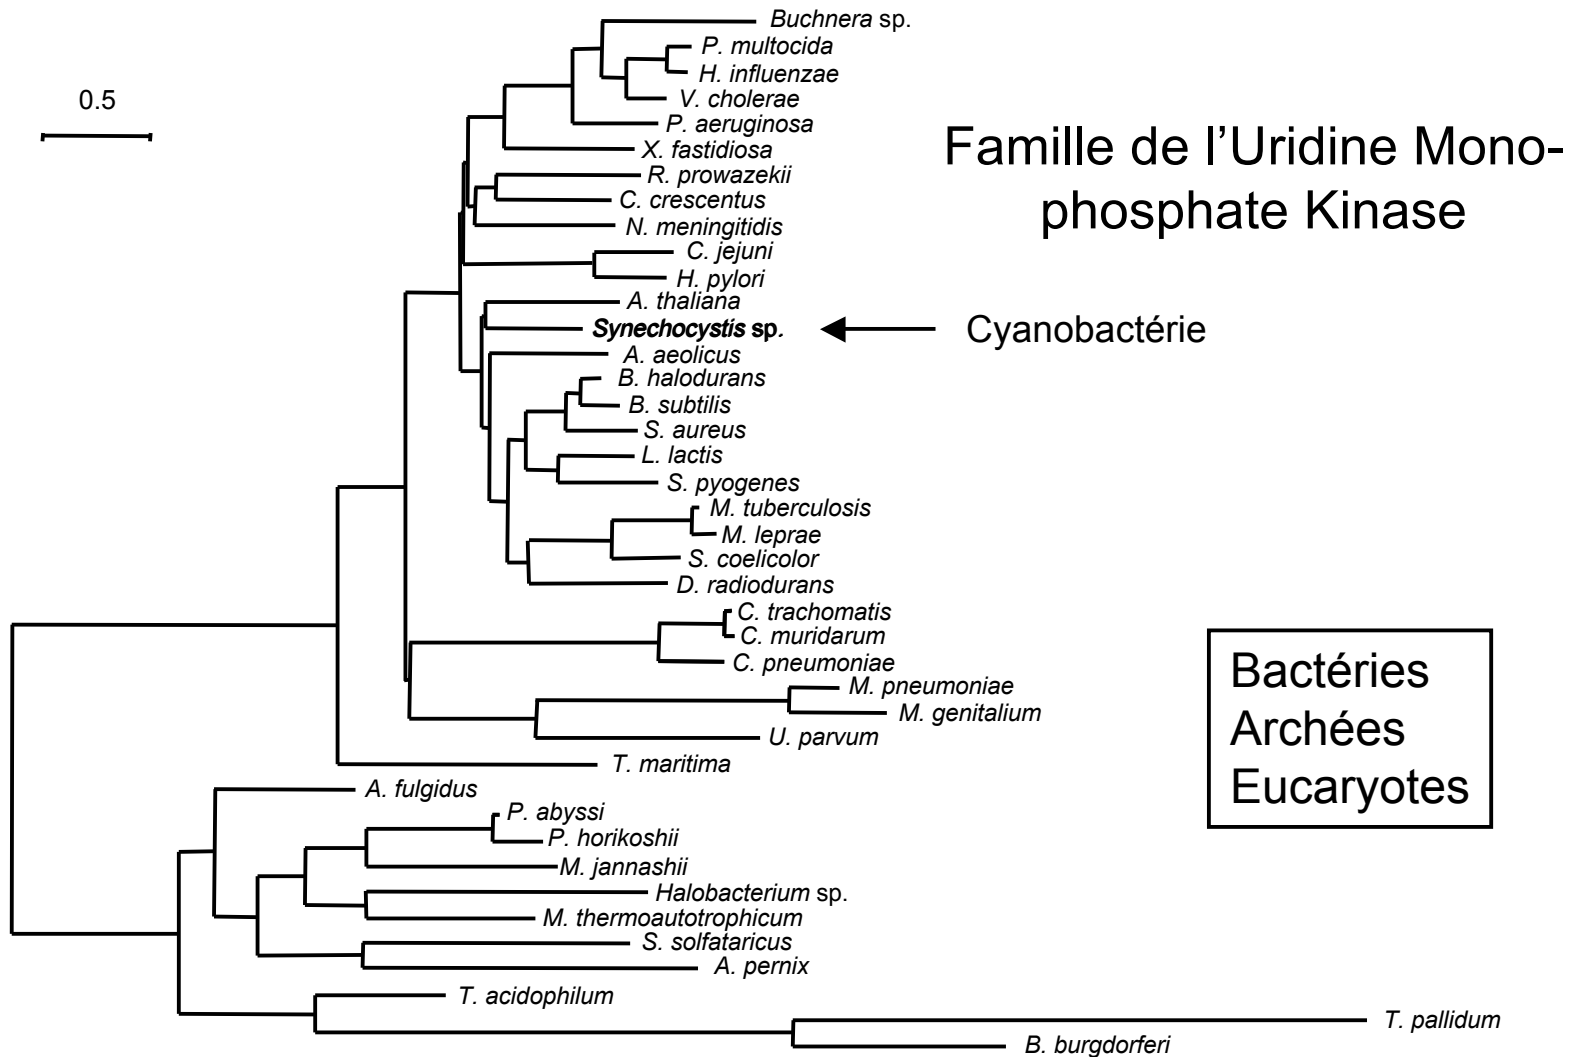 Buchnera sp.
P. multocida
H. influenzae
V. cholerae
P. aeruginosa
X. fastidiosa
R. prowazekii
C. crescentus
N. meningitidis
C. jejuni
H. pylori
A. thaliana
Synechocystis sp.
A. aeolicus
B. halodurans
B. subtilis
S. aureus
L. lactis
S. pyogenes
M. tuberculosis
M. leprae
S. coelicolor
D. radiodurans
C. trachomatis
C. muridarum
C. pneumoniae
M. pneumoniae
M. genitalium
U. parvum
T. maritima
A. fulgidus
P. abyssi
P. horikoshii
M. jannashii
Halobacterium sp.
M. thermoautotrophicum
S. solfataricus
A. pernix
T. acidophilum
T. pallidum
B. burgdorferi
0.5
Famille de l’Uridine Mono-
phosphate Kinase
Cyanobactérie
Bactéries
Archées
Eucaryotes